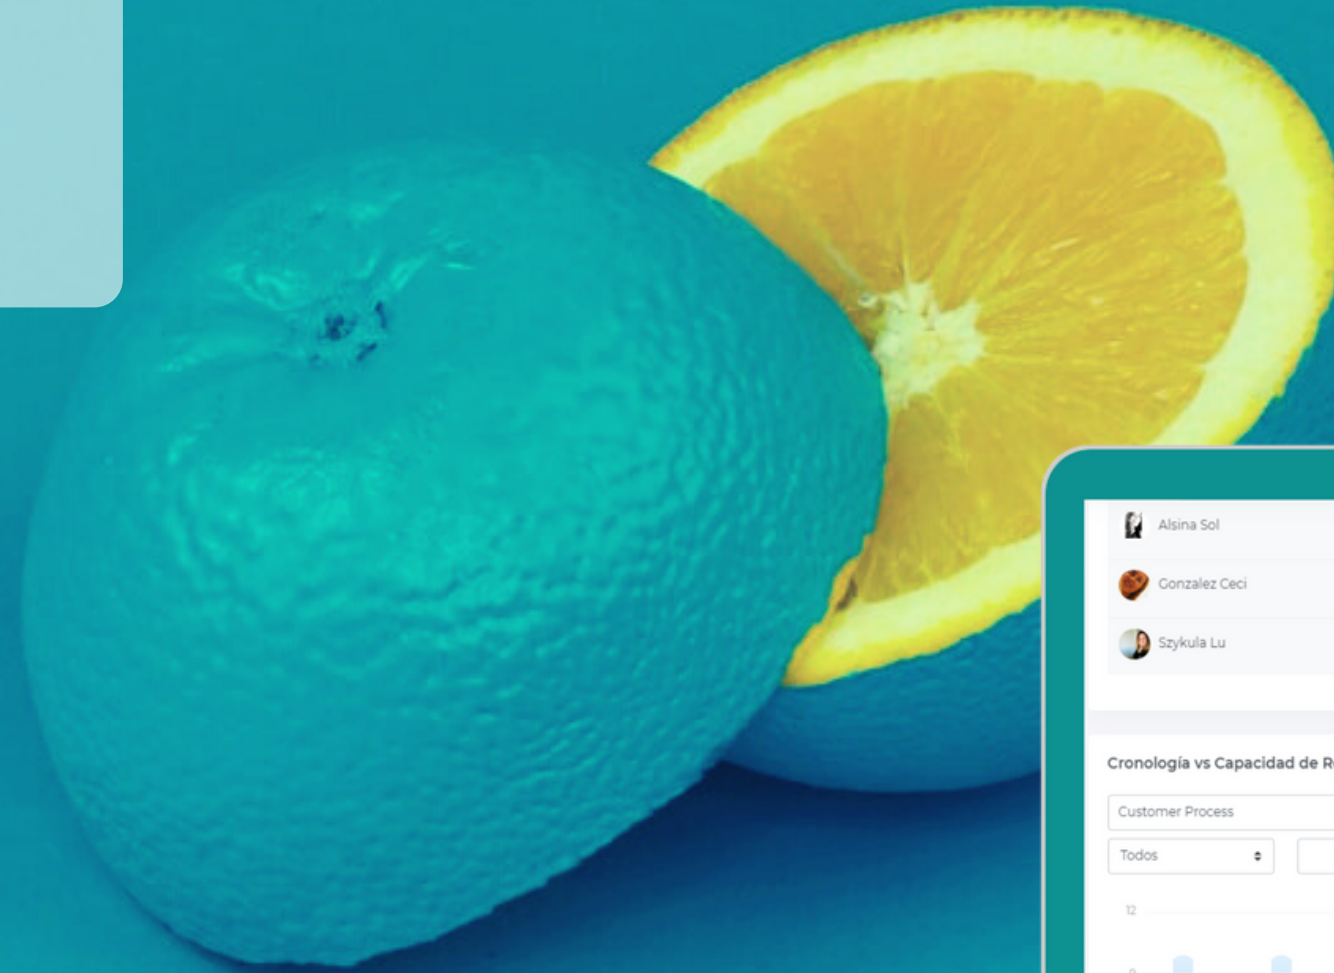 Alsina Sol
Gonzalez Ceci
Szykula Lu
Cronología vs Capacidad de
Customer Process
Todos
12